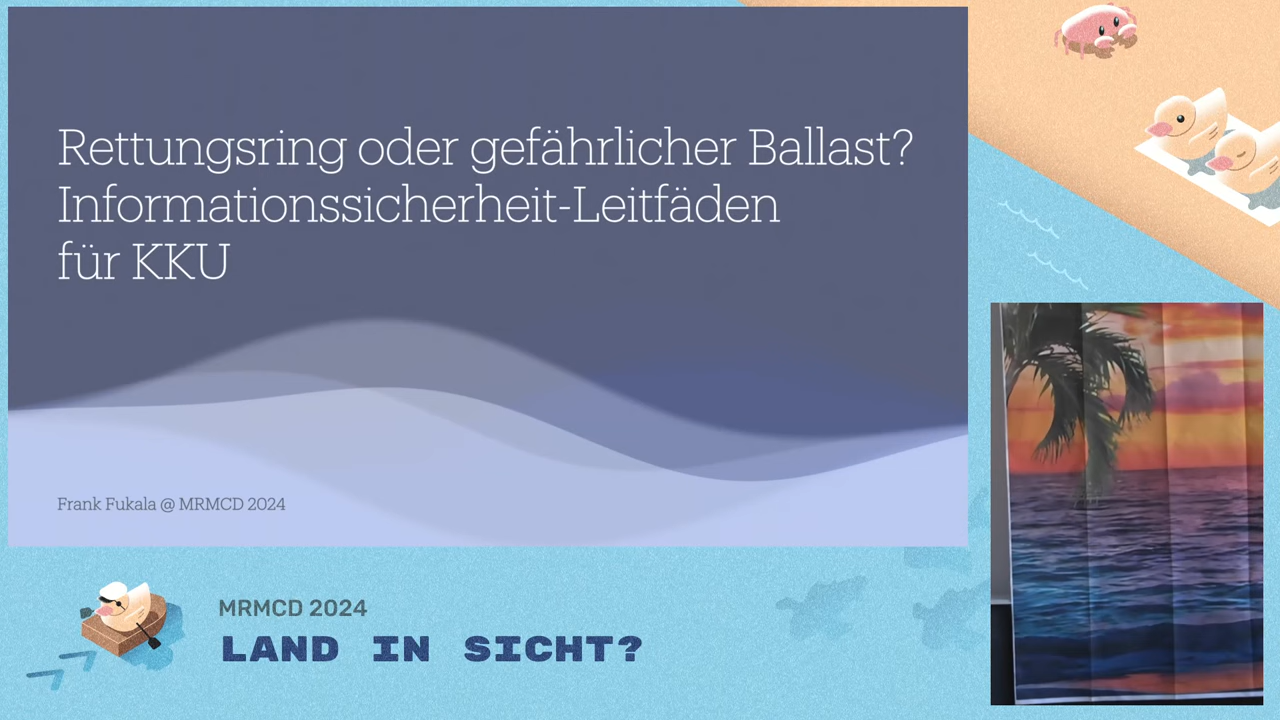 Rettungsring oder gefährlicher Ballast?
Informationssicherheit-Leitfäden
für KKU
Frank Fukala @ MRMCD 2024
MRMCD 2024
LAND IN SICHT?